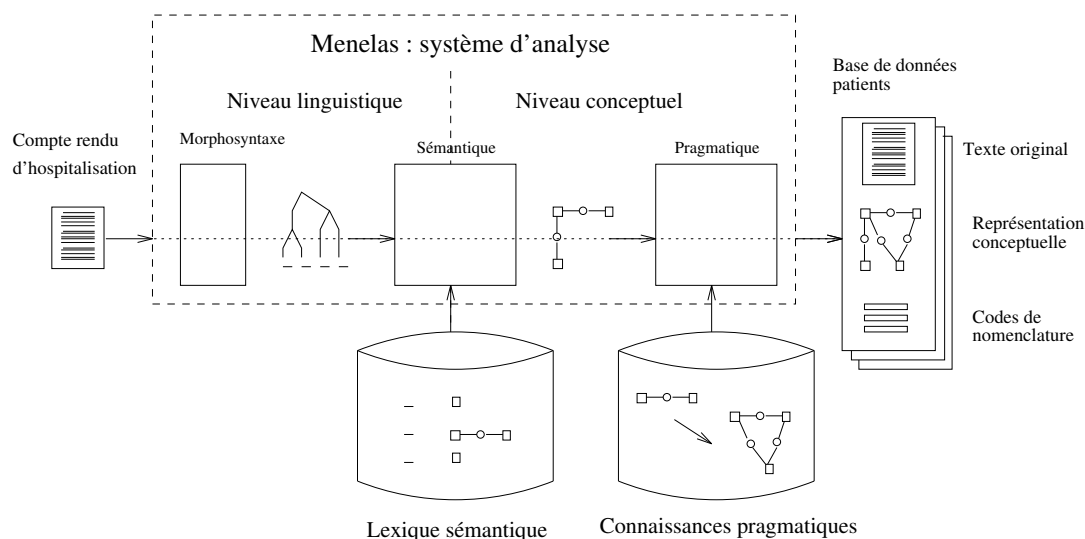 Menelas : système d'analyse
Niveau linguistique
Niveau conceptuel
Base de données
patients
Compte rendu
d'hospitalisation
Morphosyntaxe
Sémantique
Pragmatique
Texte original
Représentation
conceptuelle
Codes de
nomenclature
Lexique sémantique
Connaissances pragmatiques